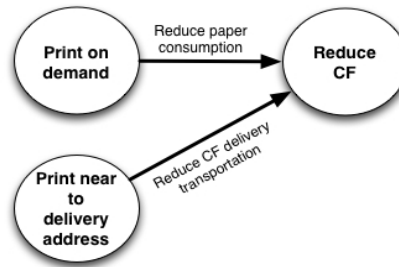 Print on
demand
Reduce paper
consumption
Reduce
CF
Print near
to
delivery
address
Reduce CF delivery
transportation